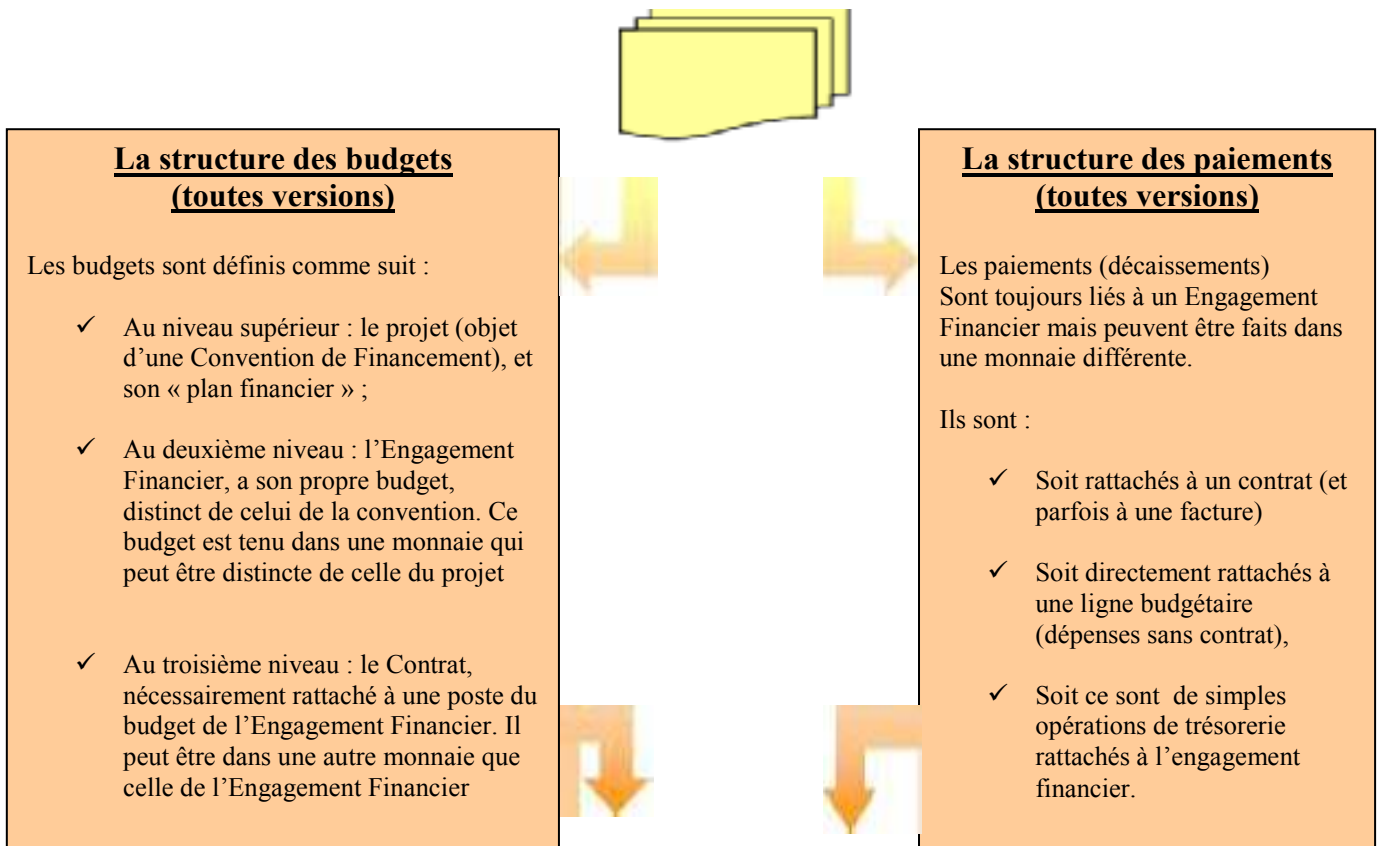 La structure des budgets
(toutes versions)
Les budgets sont définis comme suit :
✓ Au niveau supérieur : le projet (objet
d’une Convention de Financement), et
son « plan financier » ;
✓ Au deuxième niveau : l’Engagement
Financier, a son propre budget,
distinct de celui de la convention. Ce
budget est tenu dans une monnaie qui
peut être distincte de celle du projet
✓ Au troisième niveau : le Contrat,
nécessairement rattaché à une poste du
budget de l’Engagement Financier. Il
peut être dans une autre monnaie que
celle de l’Engagement Financier
La structure des paiements
(toutes versions)
Les paiements (décaissements)
Sont toujours liés à un Engagement
Financier mais peuvent être faits dans
une monnaie différente.
Ils sont :
✓ Soit rattachés à un contrat (et
parfois à une facture)
✓ Soit directement rattachés à
une ligne budgétaire
(dépenses sans contrat),
✓ Soit ce sont de simples
opérations de trésorerie
rattachés à l’engagement
financier.